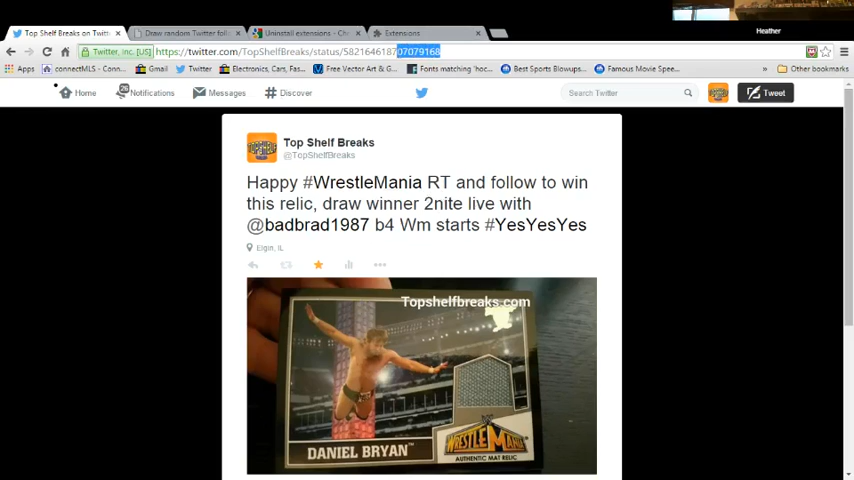 Heather
Top Shelf Breaks on Twitt
Draw random Twitter foll
Uninstall extensions - Chr
Extensions
Twitter, Inc. [US]
https://twitter.com/TopShelfBreaks/status/582164618707079168
Apps
connectMLS - Conn
Gmail
Twitter
Electronics, Cars, Fas
Free Vector Art & G
Fonts matching 'hoc
Best Sports Blowups
Famous Movie Spee
Other bookmarks
Home
26
Notifications
Messages
Discover
Search Twitter
Tweet
Top Shelf Breaks
@TopShelfBreaks
Happy #WrestleMania RT and follow to win
this relic, draw winner 2nite live with
@badbrad1987 b4 Wm starts #YesYesYes
Elgin, IL
Topshelfbreaks.com
WRESTLEMANIA
DANIEL BRYAN™
AUTHENTIC MAT RELIC